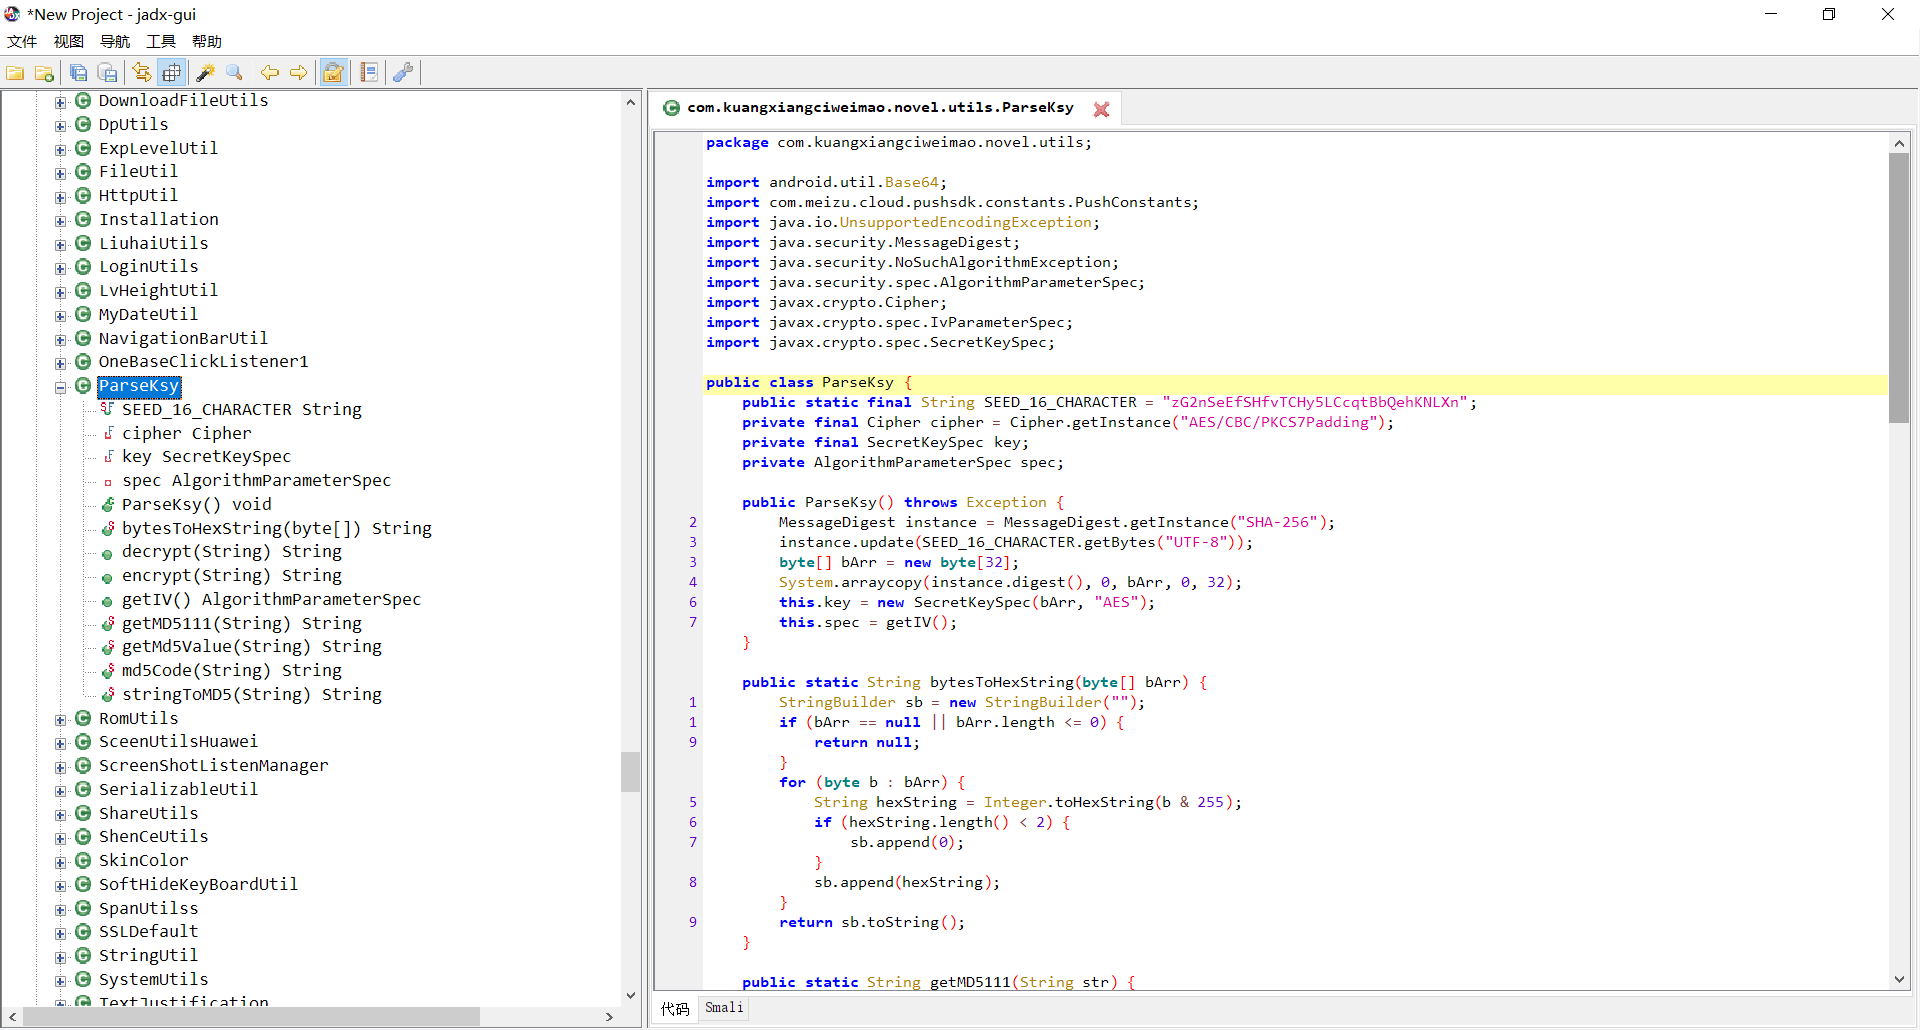 *New Project - jadx-gui
文件 视图 导航 工具 帮助
DownloadFileUtils
DpUtils
ExpLevelUtil
FileUtil
HttpUtil
Installation
LiuhaiUtils
LoginUtils
LvHeightUtil
MyDateUtil
NavigationBarUtil
OneBaseClickListener1
ParseKsy
SEED_16_CHARACTER String
cipher Cipher
key SecretKeySpec
spec AlgorithmParameterSpec
ParseKsy() void
bytesToHexString(byte[]) String
decrypt(String) String
encrypt(String) String
getIV() AlgorithmParameterSpec
getMD5111(String) String
getMd5Value(String) String
md5Code(String) String
stringToMD5(String) String
RomUtils
SceenUtilsHuawei
ScreenShotListenManager
SerializableUtil
ShareUtils
ShenCeUtils
SkinColor
SoftHideKeyBoardUtil
SpanUtilss
SSLDefault
StringUtil
SystemUtils
TextJustification
com.kuangxiangciweimao.novel.utils.ParseKsy
package com.kuangxiangciweimao.novel.utils;
import android.util.Base64;
import com.meizu.cloud.pushsdk.constants.PushConstants;
import java.io.UnsupportedEncodingException;
import java.security.MessageDigest;
import java.security.NoSuchAlgorithmException;
import java.security.spec.AlgorithmParameterSpec;
import javax.crypto.Cipher;
import javax.crypto.spec.IvParameterSpec;
import javax.crypto.spec.SecretKeySpec;
public class ParseKsy {
public static final String SEED_16_CHARACTER = "zG2nSeEfSHfvTCHy5LCcqtBbQehKNLXn";
private final Cipher cipher = Cipher.getInstance("AES/CBC/PKCS7Padding");
private final SecretKeySpec key;
private AlgorithmParameterSpec spec;
public ParseKsy() throws Exception {
2 MessageDigest instance = MessageDigest.getInstance("SHA-256");
3 instance.update(SEED_16_CHARACTER.getBytes("UTF-8"));
3 byte[] bArr = new byte[32];
4 System.arraycopy(instance.digest(), 0, bArr, 0, 32);
6 this.key = new SecretKeySpec(bArr, "AES");
7 this.spec = getIV();
}
public static String bytesToHexString(byte[] bArr) {
1 StringBuilder sb = new StringBuilder("");
1 if (bArr == null || bArr.length <= 0) {
9 return null;
}
for (byte b : bArr) {
5 String hexString = Integer.toHexString(b & 255);
6 if (hexString.length() < 2) {
7 sb.append(0);
}
8 sb.append(hexString);
}
9 return sb.toString();
}
public static String getMD5111(String str) {
代码 Smali